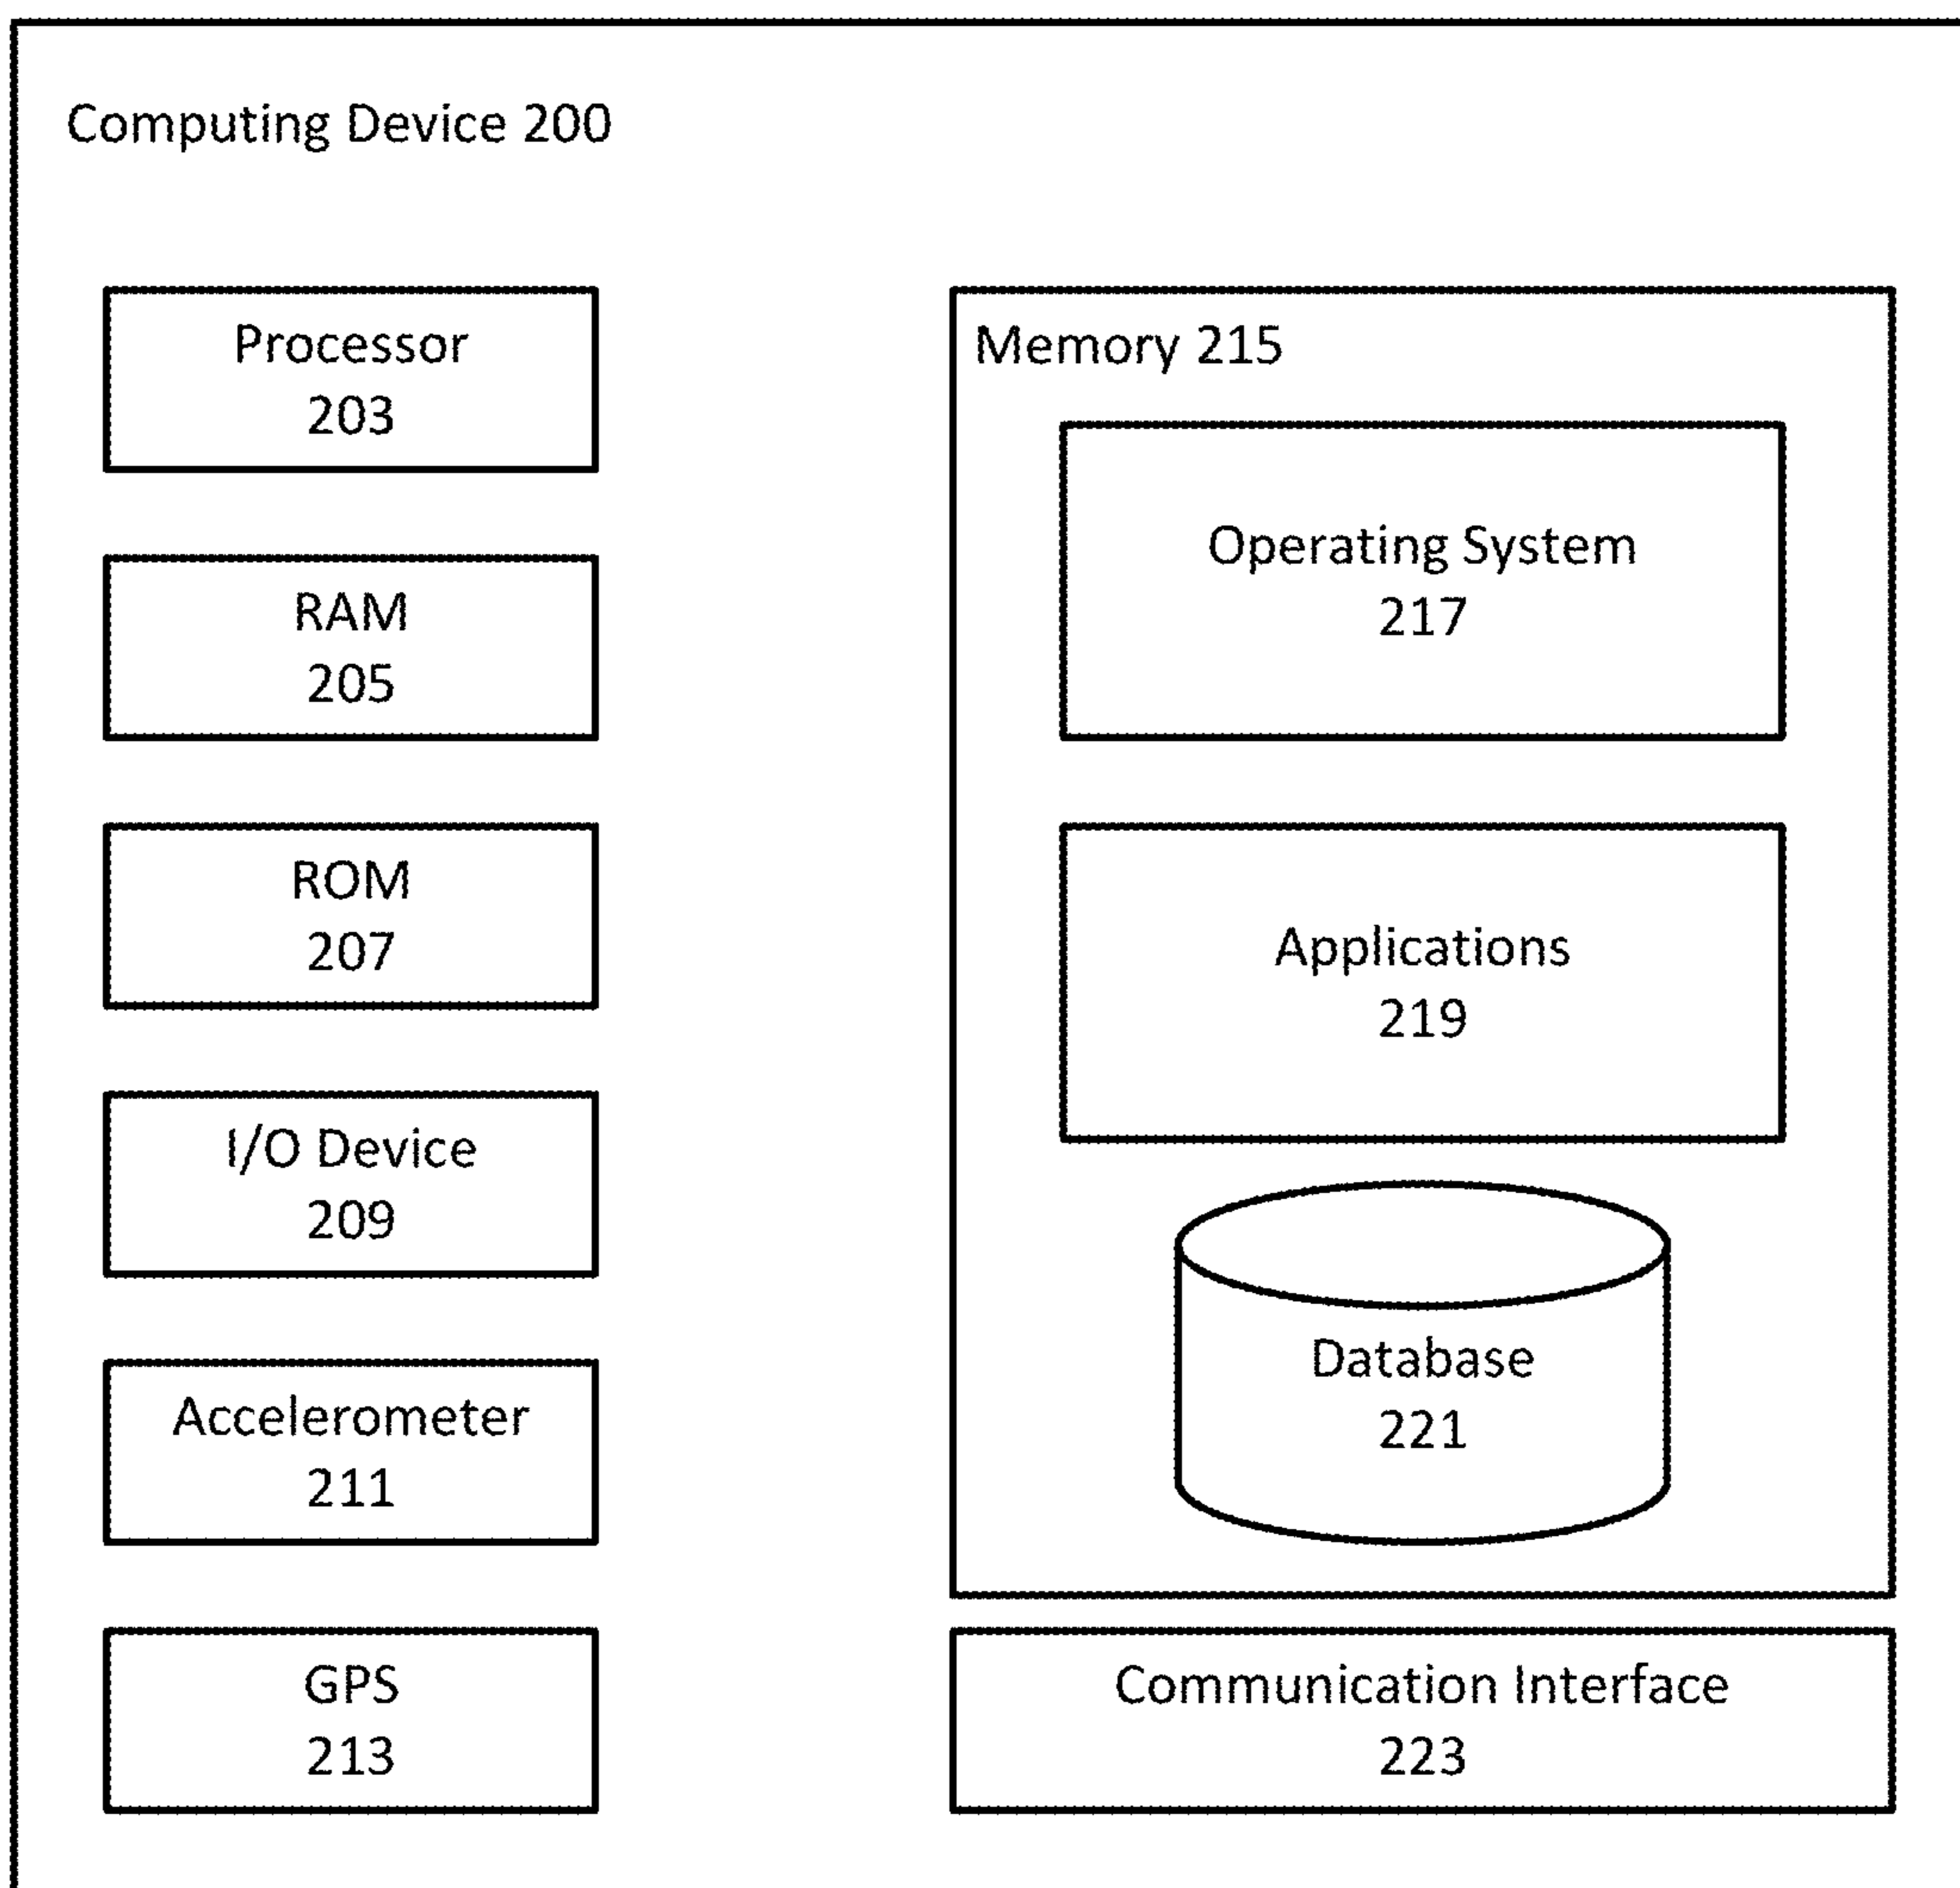 Computing Device 200
Processor
203
RAM
205
ROM
207
I/O Device
209
Accelerometer
211
GPS
213
Memory 215
Operating System
217
Applications
219
Database
221
Communication Interface
223